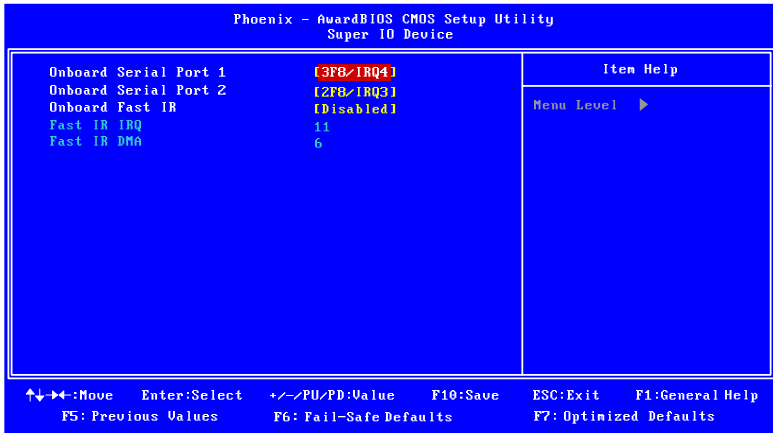 Phoenix - AwardBIOS CMOS Setup Utility
Super IO Device
Onboard Serial Port 1 [3F8/IRQ4]
Onboard Serial Port 2 [2F8/IRQ3]
Onboard Fast IR [Disabled]
Fast IR IRQ 11
Fast IR DMA 6
Item Help
Menu Level ▶
↑↓→←:Move Enter:Select +/-/PU/PD:Value F10:Save ESC:Exit F1:General Help
F5: Previous Values F6: Fail-Safe Defaults F7: Optimized Defaults